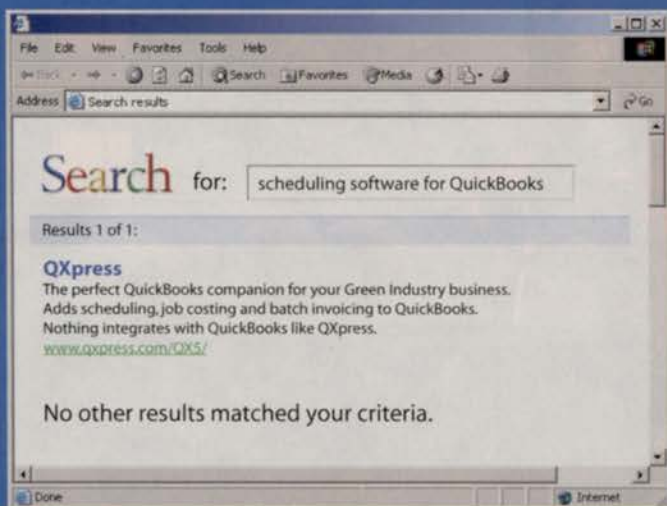 File Edit View Favorites Tools Help
Back Search Favorites Media
Address Search results Go
Search for: scheduling software for QuickBooks
Results 1 of 1:
QXpress
The perfect QuickBooks companion for your Green Industry business.
Adds scheduling, job costing and batch invoicing to QuickBooks.
Nothing integrates with QuickBooks like QXpress.
www.qxpress.com/QX5/
No other results matched your criteria.
Done Internet